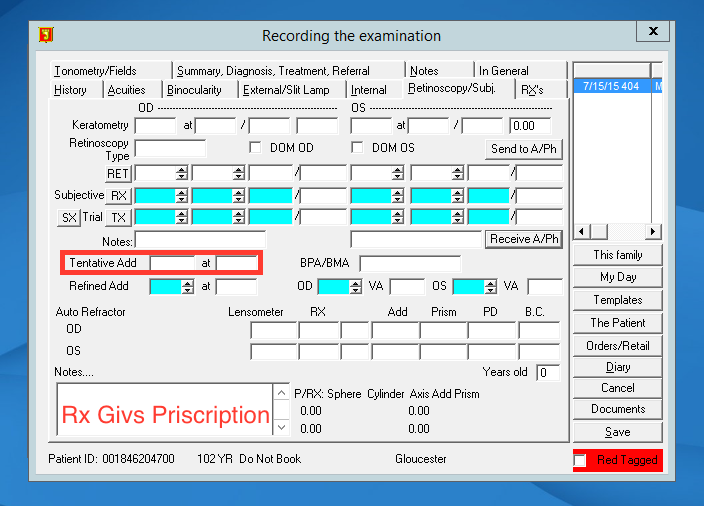 Recording the examination
x
Tonometry/Fields Summary, Diagnosis, Treatment, Referral Notes In General
History Acuities Binocularity External/Slit Lamp Internal Retinoscopy/Subj. RX's
7/15/15 404 M
OD OS
Keratometry at / at / 0.00
Retinoscopy Type DOM OD DOM OS Send to A/Ph
RET / /
Subjective RX / /
SX Trial TX / /
Notes: Receive A/Ph
Tentative Add at BPA/BMA
Refined Add at OD VA OS VA
Auto Refractor Lensometer RX Add Prism PD B.C.
OD
OS
Notes.... Years old 0
P/RX: Sphere Cylinder Axis Add Prism
Rx Givs Priscription
0.00 0.00
0.00 0.00
This family
My Day
Templates
The Patient
Orders/Retail
Diary
Cancel
Documents
Save
Patient ID: 001846204700 102 YR Do Not Book Gloucester
Red Tagged